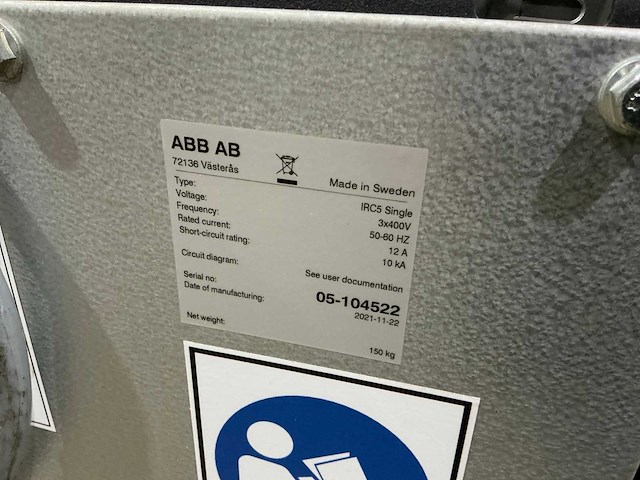 ABB AB
72136 Västerås
Made in Sweden
Type: IRC5 Single
Voltage: 3x400V
Frequency: 50-60 HZ
Rated current: 12 A
Short-circuit rating: 10 kA
Circuit diagram: See user documentation
Serial no: 05-104522
Date of manufacturing: 2021-11-22
Net weight: 150 kg